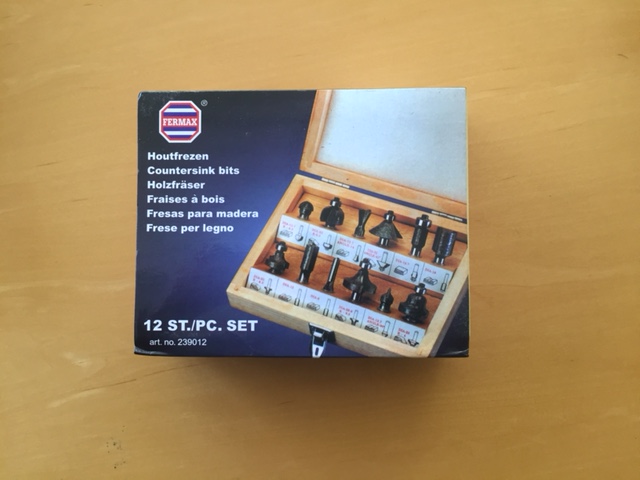 FERMAX ®
Houtfrezen
Countersink bits
Holzfräser
Fraises à bois
Fresas para madera
Frese per legno
12 ST./PC. SET
art. no. 239012